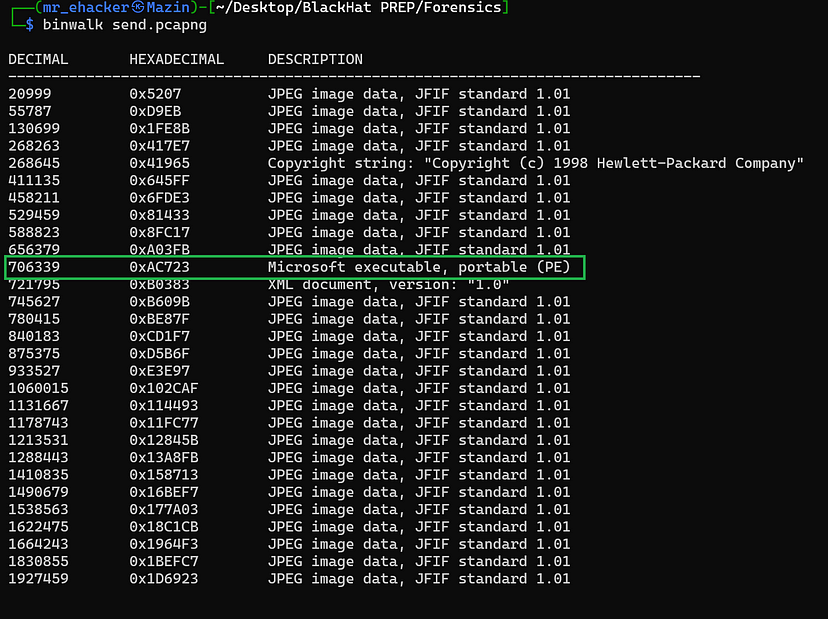 (mr_ehacker㉿Mazin)-[~/Desktop/BlackHat PREP/Forensics]
$ binwalk send.pcapng
DECIMAL HEXADECIMAL DESCRIPTION
--------------------------------------------------------------------------------
20999 0x5207 JPEG image data, JFIF standard 1.01
55787 0xD9EB JPEG image data, JFIF standard 1.01
130699 0x1FE8B JPEG image data, JFIF standard 1.01
268263 0x417E7 JPEG image data, JFIF standard 1.01
268645 0x41965 Copyright string: "Copyright (c) 1998 Hewlett-Packard Company"
411135 0x645FF JPEG image data, JFIF standard 1.01
458211 0x6FDE3 JPEG image data, JFIF standard 1.01
529459 0x81433 JPEG image data, JFIF standard 1.01
588823 0x8FC17 JPEG image data, JFIF standard 1.01
656379 0xA03FB JPEG image data, JFIF standard 1.01
706339 0xAC723 Microsoft executable, portable (PE)
721795 0xB0383 XML document, version: "1.0"
745627 0xB609B JPEG image data, JFIF standard 1.01
780415 0xBE87F JPEG image data, JFIF standard 1.01
840183 0xCD1F7 JPEG image data, JFIF standard 1.01
875375 0xD5B6F JPEG image data, JFIF standard 1.01
933527 0xE3E97 JPEG image data, JFIF standard 1.01
1060015 0x102CAF JPEG image data, JFIF standard 1.01
1131667 0x114493 JPEG image data, JFIF standard 1.01
1178743 0x11FC77 JPEG image data, JFIF standard 1.01
1213531 0x12845B JPEG image data, JFIF standard 1.01
1288443 0x13A8FB JPEG image data, JFIF standard 1.01
1410835 0x158713 JPEG image data, JFIF standard 1.01
1490679 0x16BEF7 JPEG image data, JFIF standard 1.01
1538563 0x177A03 JPEG image data, JFIF standard 1.01
1622475 0x18C1CB JPEG image data, JFIF standard 1.01
1664243 0x1964F3 JPEG image data, JFIF standard 1.01
1830855 0x1BEFC7 JPEG image data, JFIF standard 1.01
1927459 0x1D6923 JPEG image data, JFIF standard 1.01